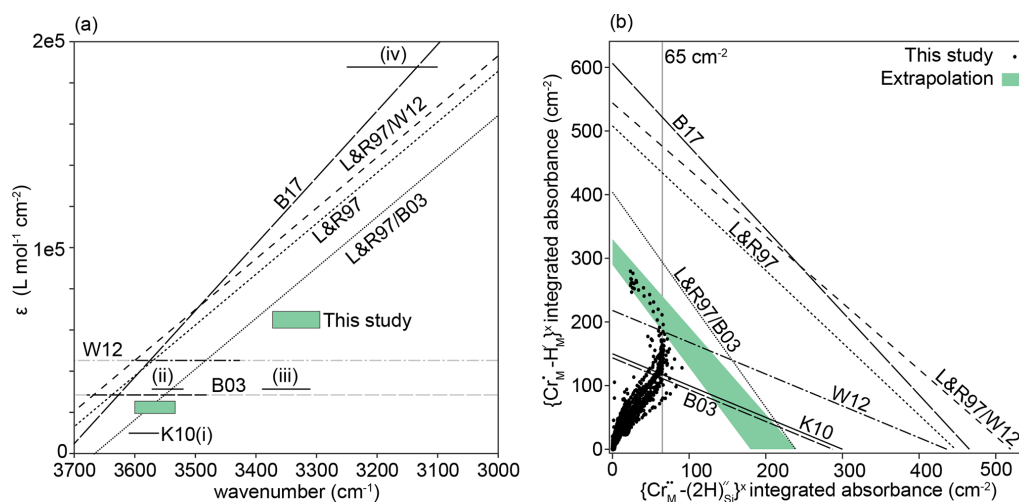 (a)
2e5
1e5
0
ε (L mol⁻¹ cm⁻²)
(iv)
L&R97/W12
B17
L&R97
L&R97/B03
This study
W12
(ii)
B03
(iii)
K10(i)
3700
3600
3500
3400
3300
3200
3100
3000
wavenumber (cm⁻¹)
(b)
65 cm⁻²
This study
Extrapolation
600
500
400
300
200
100
0
{Cr•M-H′M}ˣ integrated absorbance (cm⁻²)
B17
L&R97
L&R97/B03
W12
K10
B03
L&R97/W12
0
100
200
300
400
500
{Cr••M-(2H)″Si}ˣ integrated absorbance (cm⁻²)